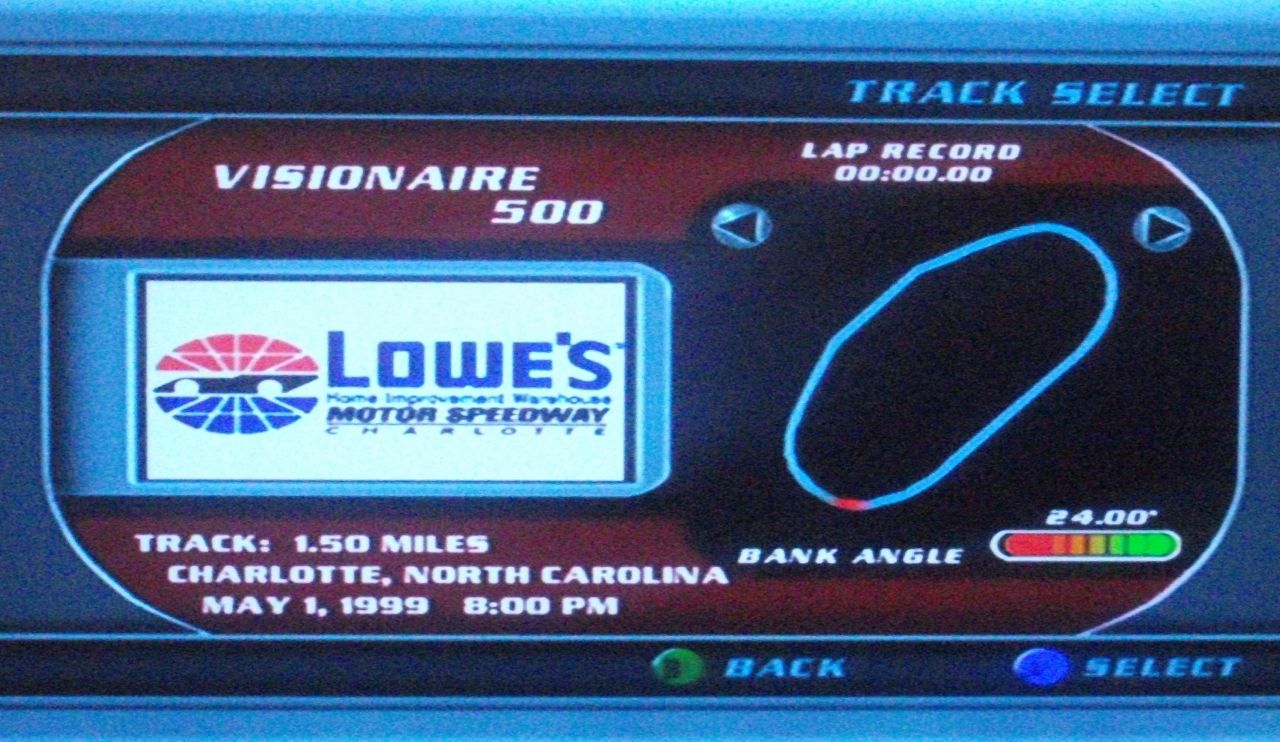 TRACK SELECT
VISIONAIRE
500
LAP RECORD
00:00.00
LOWE'S
Home Improvement Warehouse
MOTOR SPEEDWAY
CHARLOTTE
24.00°
BANK ANGLE
TRACK: 1.50 MILES
CHARLOTTE, NORTH CAROLINA
MAY 1, 1999 8:00 PM
BACK
SELECT